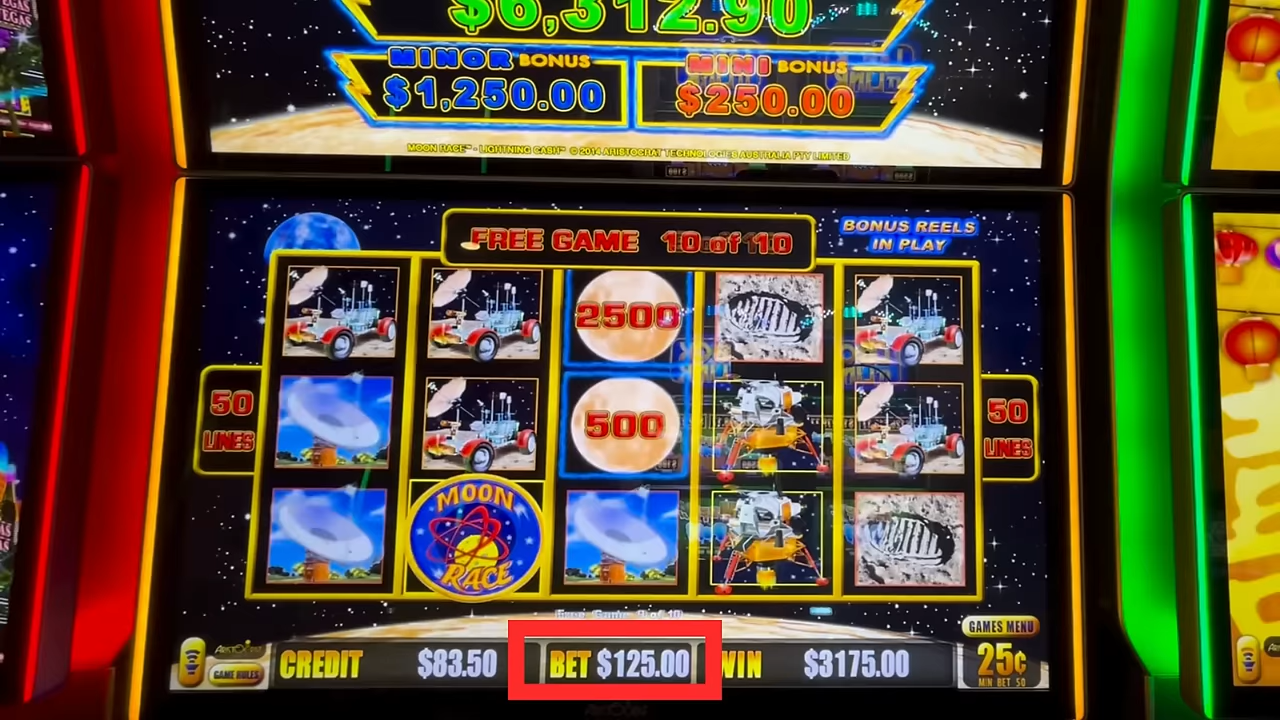 $6,312.90
MINOR BONUS
$1,250.00
MINI BONUS
$250.00
MOON RACE™ - LIGHTNING CASH™ © 2014 ARISTOCRAT TECHNOLOGIES AUSTRALIA PTY LIMITED
FREE GAME 10 of 10
BONUS REELS
IN PLAY
2500
50
LINES
500
50
LINES
MOON
RACE
GAMES MENU
GAME RULES
CREDIT $83.50 BET $125.00 WIN $3175.00
25¢
MIN BET 50